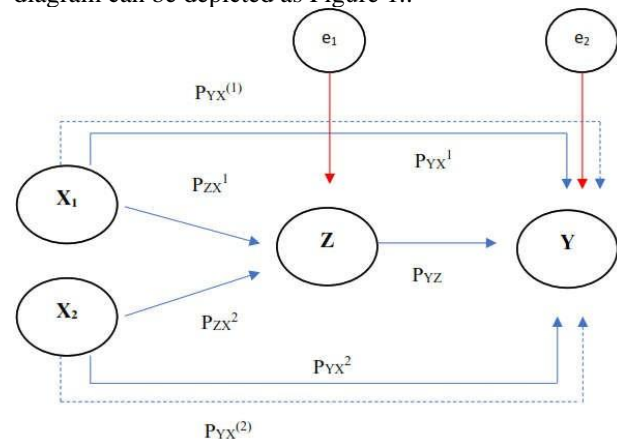 diagram can be depicted as Figure 1..
e₁
e₂
PYX⁽¹⁾
PYX¹
PZX¹
X₁
Z
Y
PYZ
X₂
PZX²
PYX²
PYX⁽²⁾